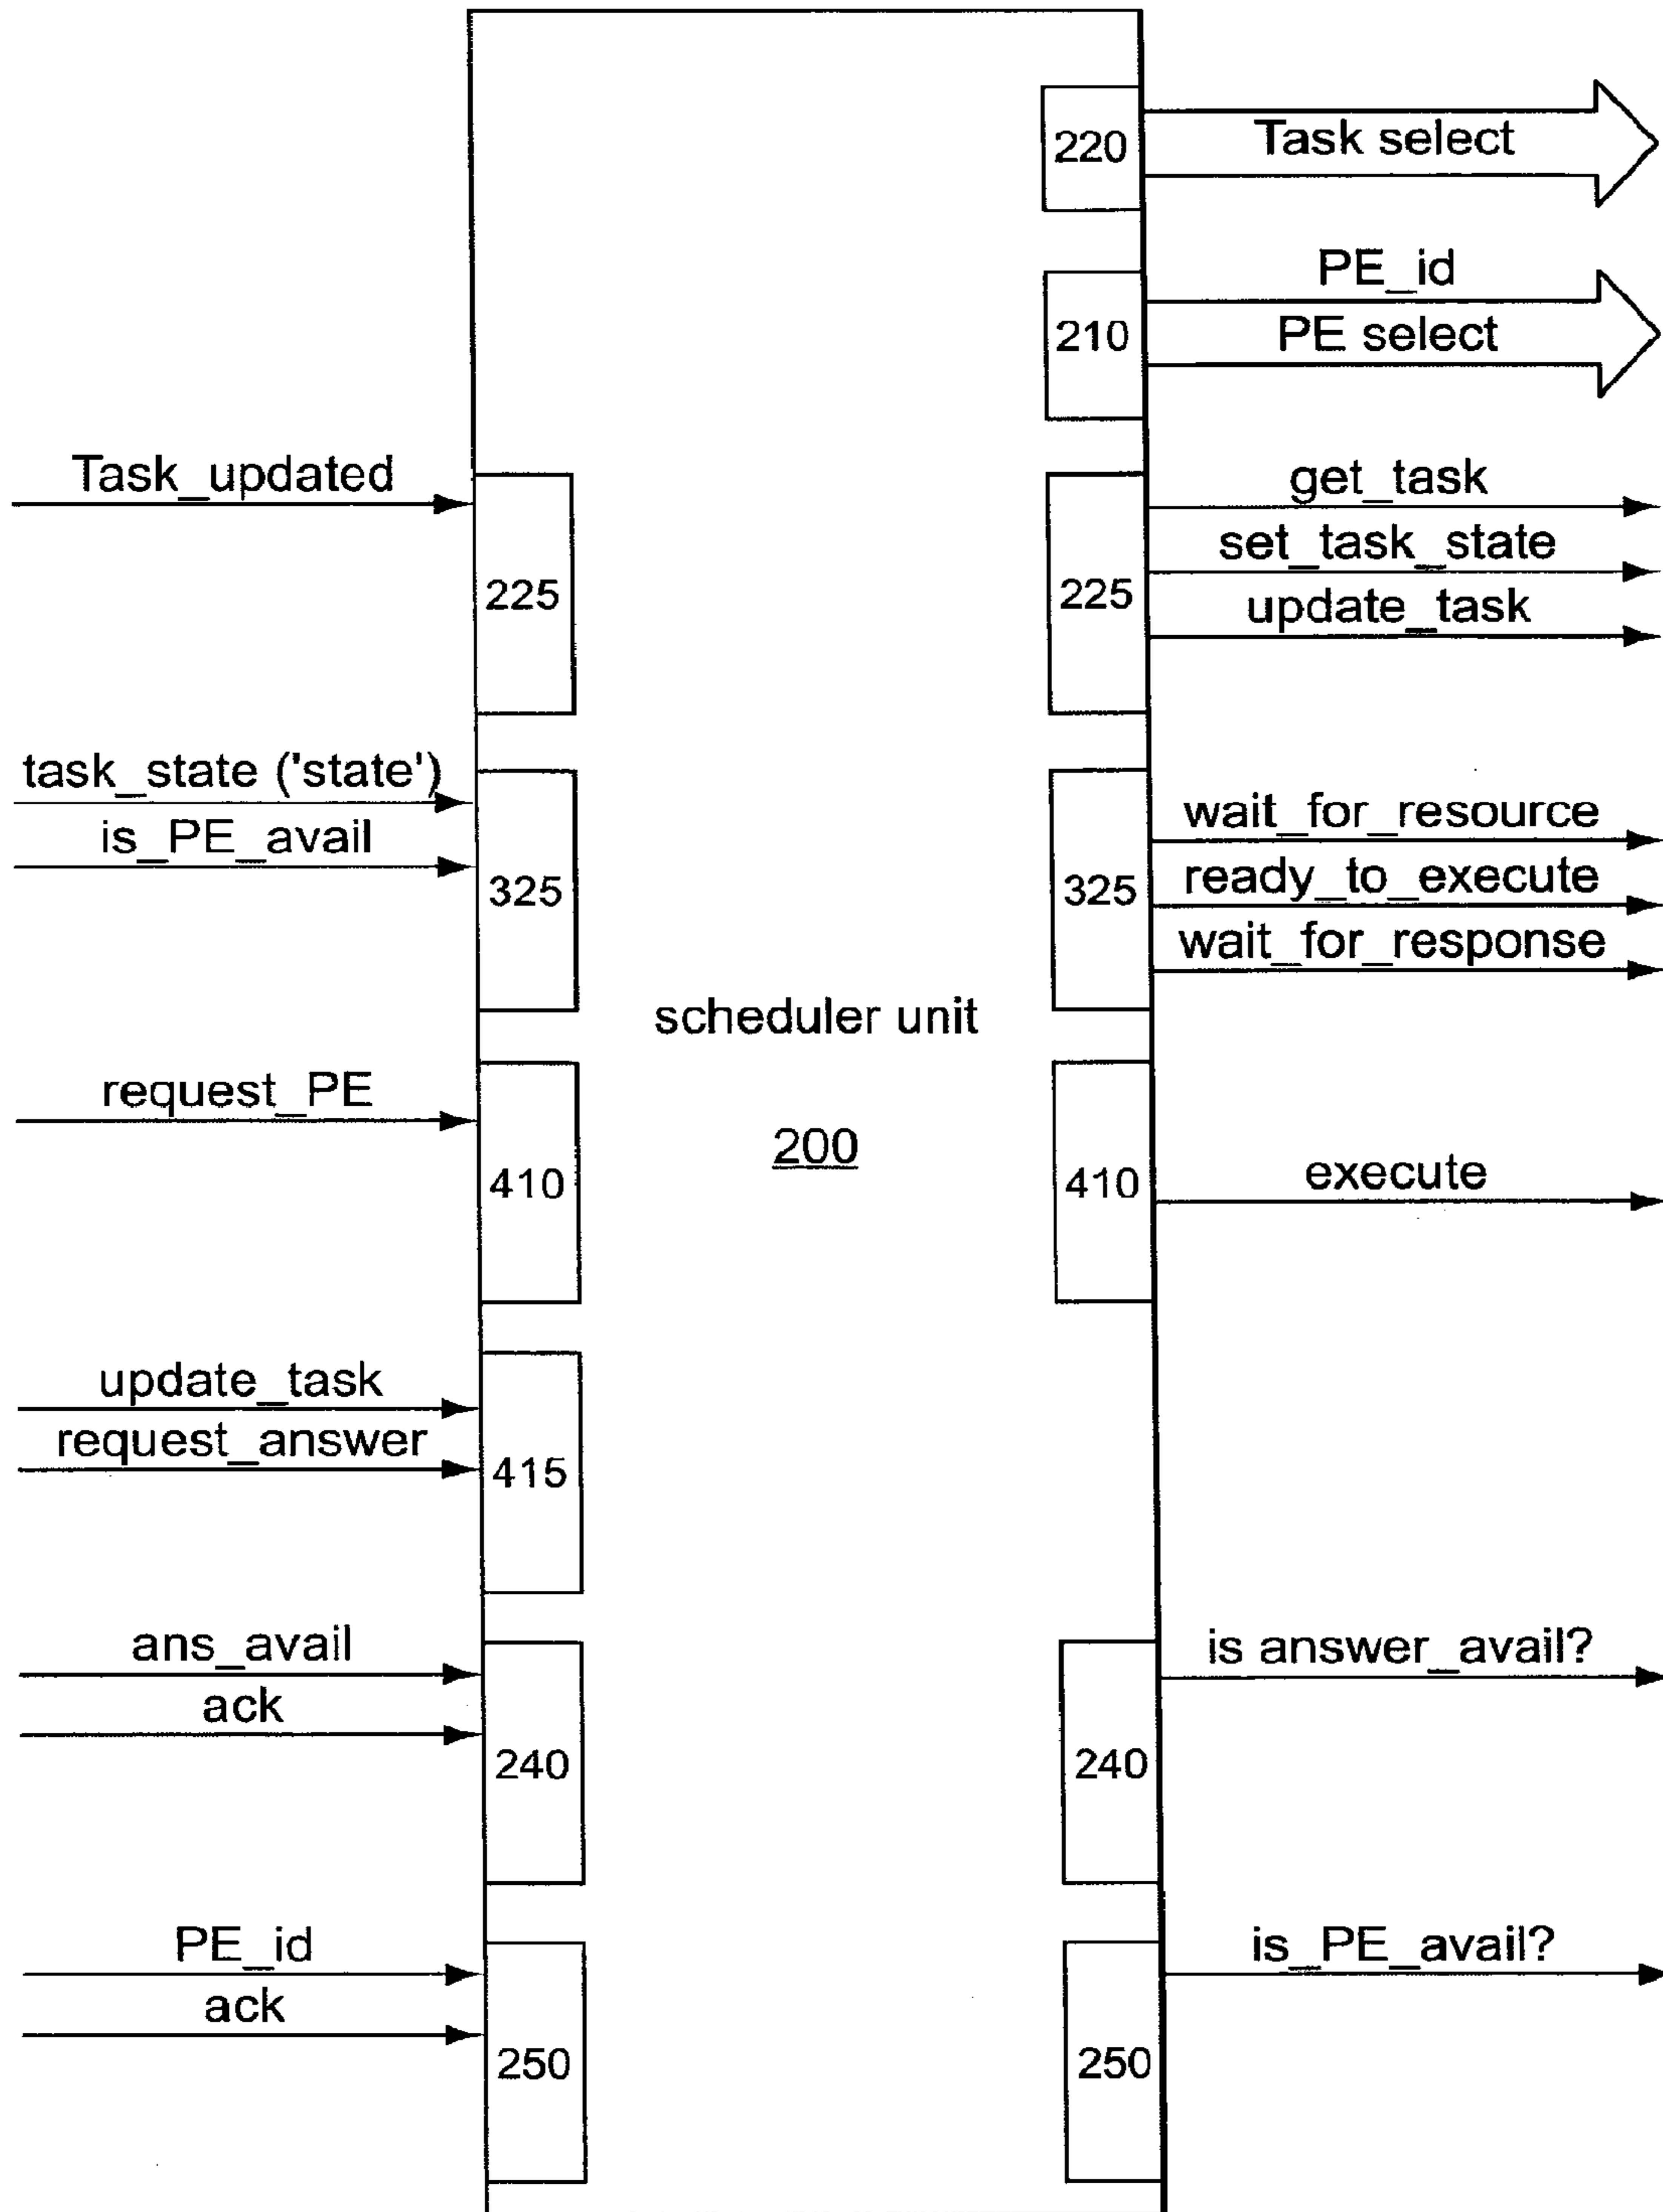 220
Task select
PE_id
210
PE select
Task_updated
225
225
get_task
set_task_state
update_task
task_state ('state')
is_PE_avail
325
325
wait_for_resource
ready_to_execute
wait_for_response
scheduler unit
200
request_PE
410
410
execute
update_task
request_answer
415
ans_avail
ack
240
240
is answer_avail?
PE_id
ack
250
250
is_PE_avail?